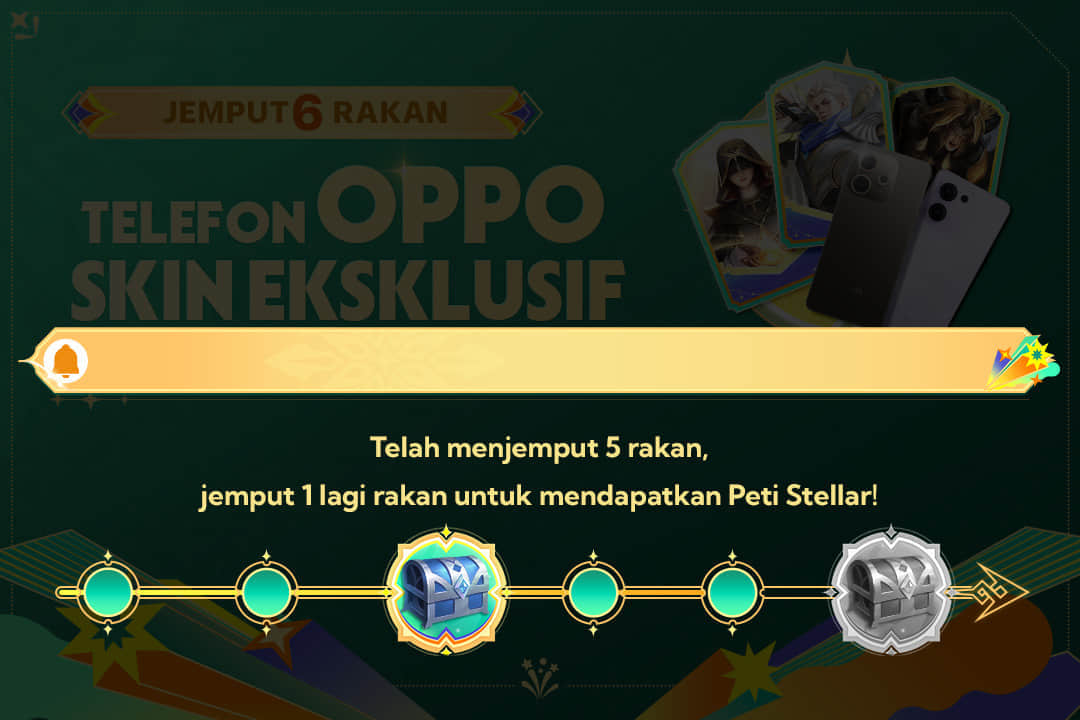 JEMPUT 6 RAKAN
TELEFON OPPO
SKIN EKSKLUSIF
Telah menjemput 5 rakan,
jemput 1 lagi rakan untuk mendapatkan Peti Stellar!